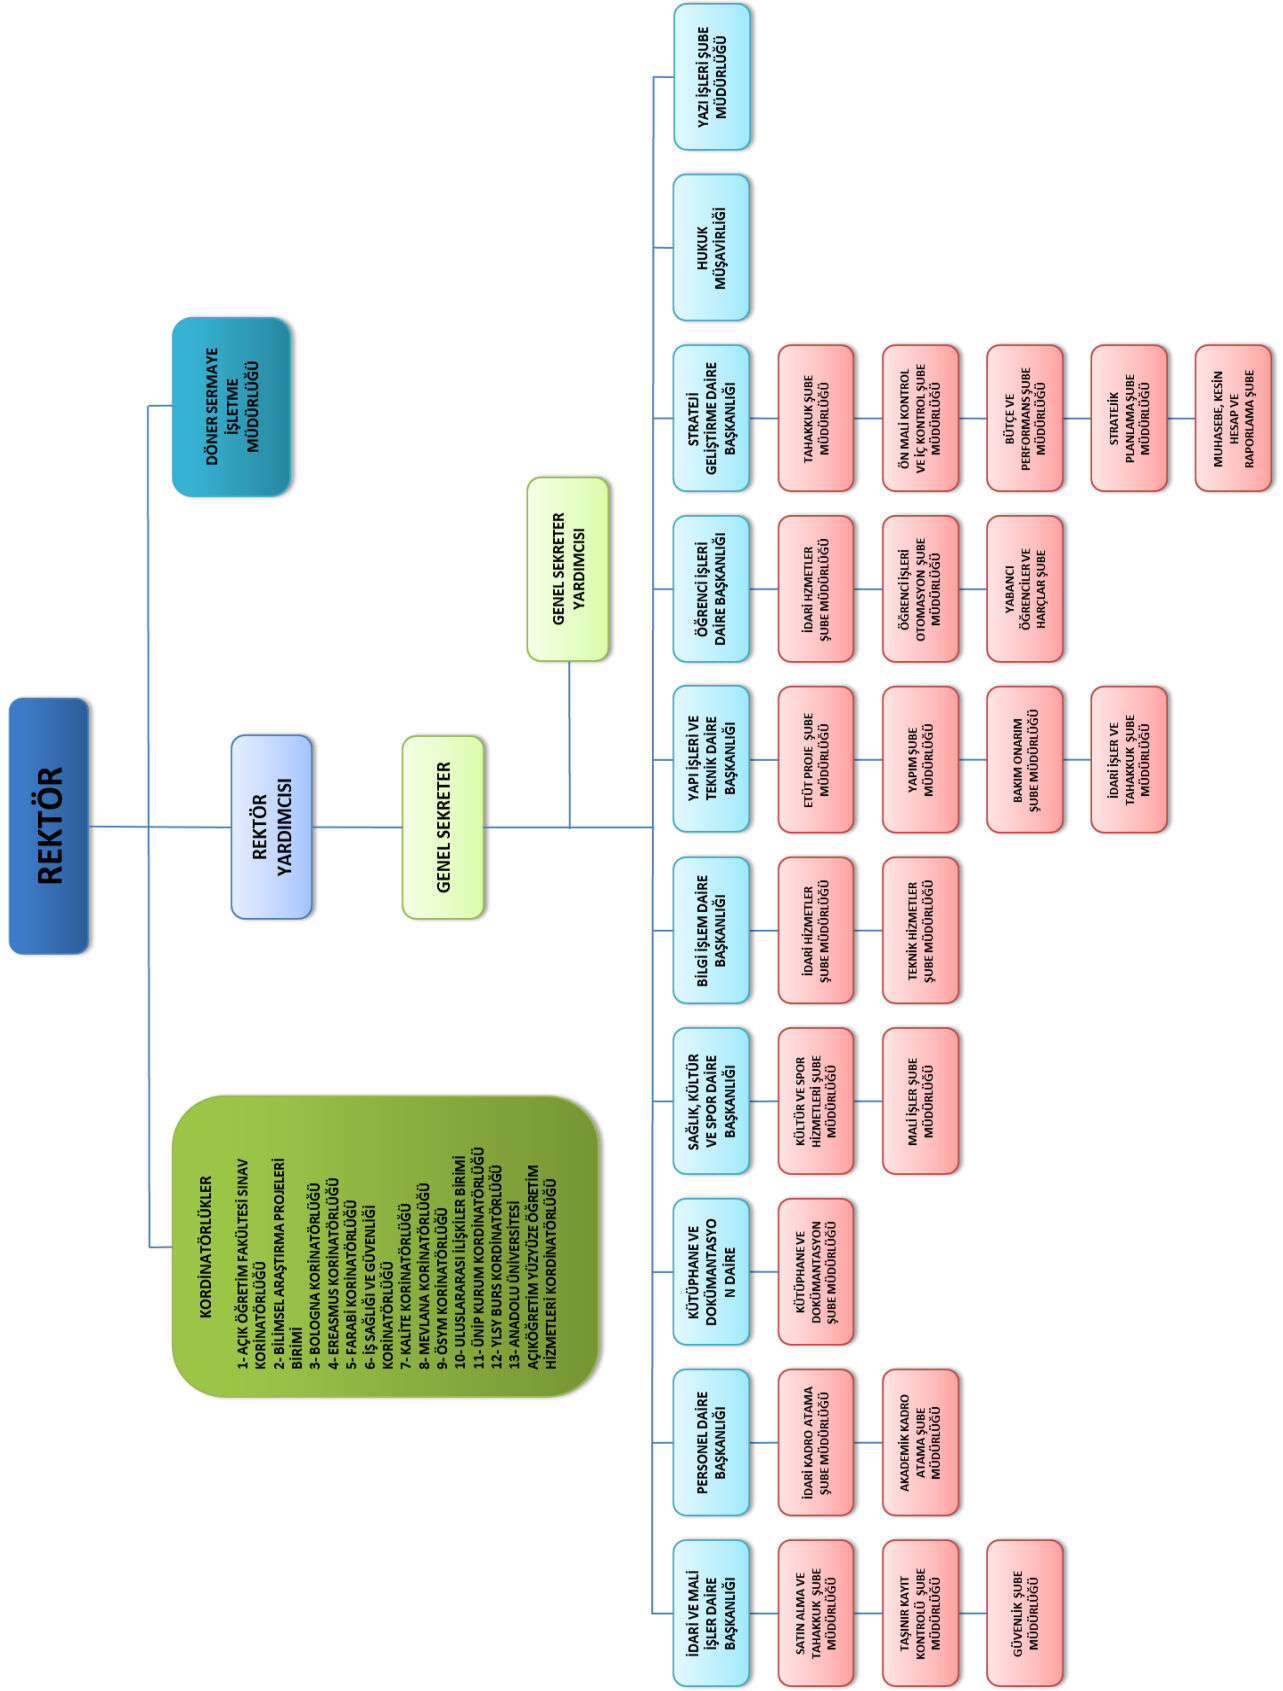 REKTÖR
KORDİNATÖRLÜKLER
1- AÇIK ÖĞRETİM FAKÜLTESİ SINAV
KORİNATÖRLÜĞÜ
2- BİLİMSEL ARAŞTIRMA PROJELERİ
BİRİMİ
3- BOLOGNA KORİNATÖRLÜĞÜ
4- EREASMUS KORİNATÖRLÜĞÜ
5- FARABİ KORİNATÖRLÜĞÜ
6- İŞ SAĞLIĞI VE GÜVENLİĞİ
KORİNATÖRLÜĞÜ
7- KALİTE KORİNATÖRLÜĞÜ
8- MEVLANA KORİNATÖRLÜĞÜ
9- ÖSYM KORİNATÖRLÜĞÜ
10- ULUSLARARASI İLİŞKİLER BİRİMİ
11- ÜNİP KURUM KORDİNATÖRLÜĞÜ
12- YLSY BURS KORDİNATÖRLÜĞÜ
13- ANADOLU ÜNİVERSİTESİ
AÇIKÖĞRETİM YÜZYÜZE ÖĞRETİM
HİZMETLERİ KORDİNATÖRLÜĞÜ
REKTÖR
YARDIMCISI
DÖNER SERMAYE
İŞLETME
MÜDÜRLÜĞÜ
GENEL SEKRETER
GENEL SEKRETER
YARDIMCISI
İDARİ VE MALİ
İŞLER DAİRE
BAŞKANLIĞI
SATIN ALMA VE
TAHAKKUK ŞUBE
MÜDÜRLÜĞÜ
TAŞINIR KAYIT
KONTROLÜ ŞUBE
MÜDÜRLÜĞÜ
GÜVENLİK ŞUBE
MÜDÜRLÜĞÜ
PERSONEL DAİRE
BAŞKANLIĞI
İDARİ KADRO ATAMA
ŞUBE MÜDÜRLÜĞÜ
AKADEMİK KADRO
ATAMA ŞUBE
MÜDÜRLÜĞÜ
KÜTÜPHANE VE
DOKÜMANTASYO
N DAİRE
KÜTÜPHANE VE
DOKÜMANTASYON
ŞUBE MÜDÜRLÜĞÜ
SAĞLIK, KÜLTÜR
VE SPOR DAİRE
BAŞKANLIĞI
KÜLTÜR VE SPOR
HİZMETLERİ ŞUBE
MÜDÜRLÜĞÜ
MALİ İŞLER ŞUBE
MÜDÜRLÜĞÜ
BİLGİ İŞLEM DAİRE
BAŞKANLIĞI
İDARİ HİZMETLER
ŞUBE MÜDÜRLÜĞÜ
TEKNİK HİZMETLER
ŞUBE MÜDÜRLÜĞÜ
YAPI İŞLERİ VE
TEKNİK DAİRE
BAŞKANLIĞI
ETÜT PROJE ŞUBE
MÜDÜRLÜĞÜ
YAPIM ŞUBE
MÜDÜRLÜĞÜ
BAKIM ONARIM
ŞUBE MÜDÜRLÜĞÜ
İDARİ İŞLER VE
TAHAKKUK ŞUBE
MÜDÜRLÜĞÜ
ÖĞRENCİ İŞLERİ
DAİRE BAŞKANLIĞI
İDARİ HZMETLER
ŞUBE MÜDÜRLÜĞÜ
ÖĞRENCİ İŞLERİ
OTOMASYON ŞUBE
MÜDÜRLÜĞÜ
YABANCI
ÖĞRENCİLER VE
HARÇLAR ŞUBE
STRATEJİ
GELİŞTİRME DAİRE
BAŞKANLIĞI
TAHAKKUK ŞUBE
MÜDÜRLÜĞÜ
ÖN MALİ KONTROL
VE İÇ KONTROL ŞUBE
MÜDÜRLÜĞÜ
BÜTÇE VE
PERFORMANS ŞUBE
MÜDÜRLÜĞÜ
STRATEJİK
PLANLAMA ŞUBE
MÜDÜRLÜĞÜ
MUHASEBE, KESİN
HESAP VE
RAPORLAMA ŞUBE
HUKUK
MÜŞAVİRLİĞİ
YAZI İŞLERİ ŞUBE
MÜDÜRLÜĞÜ